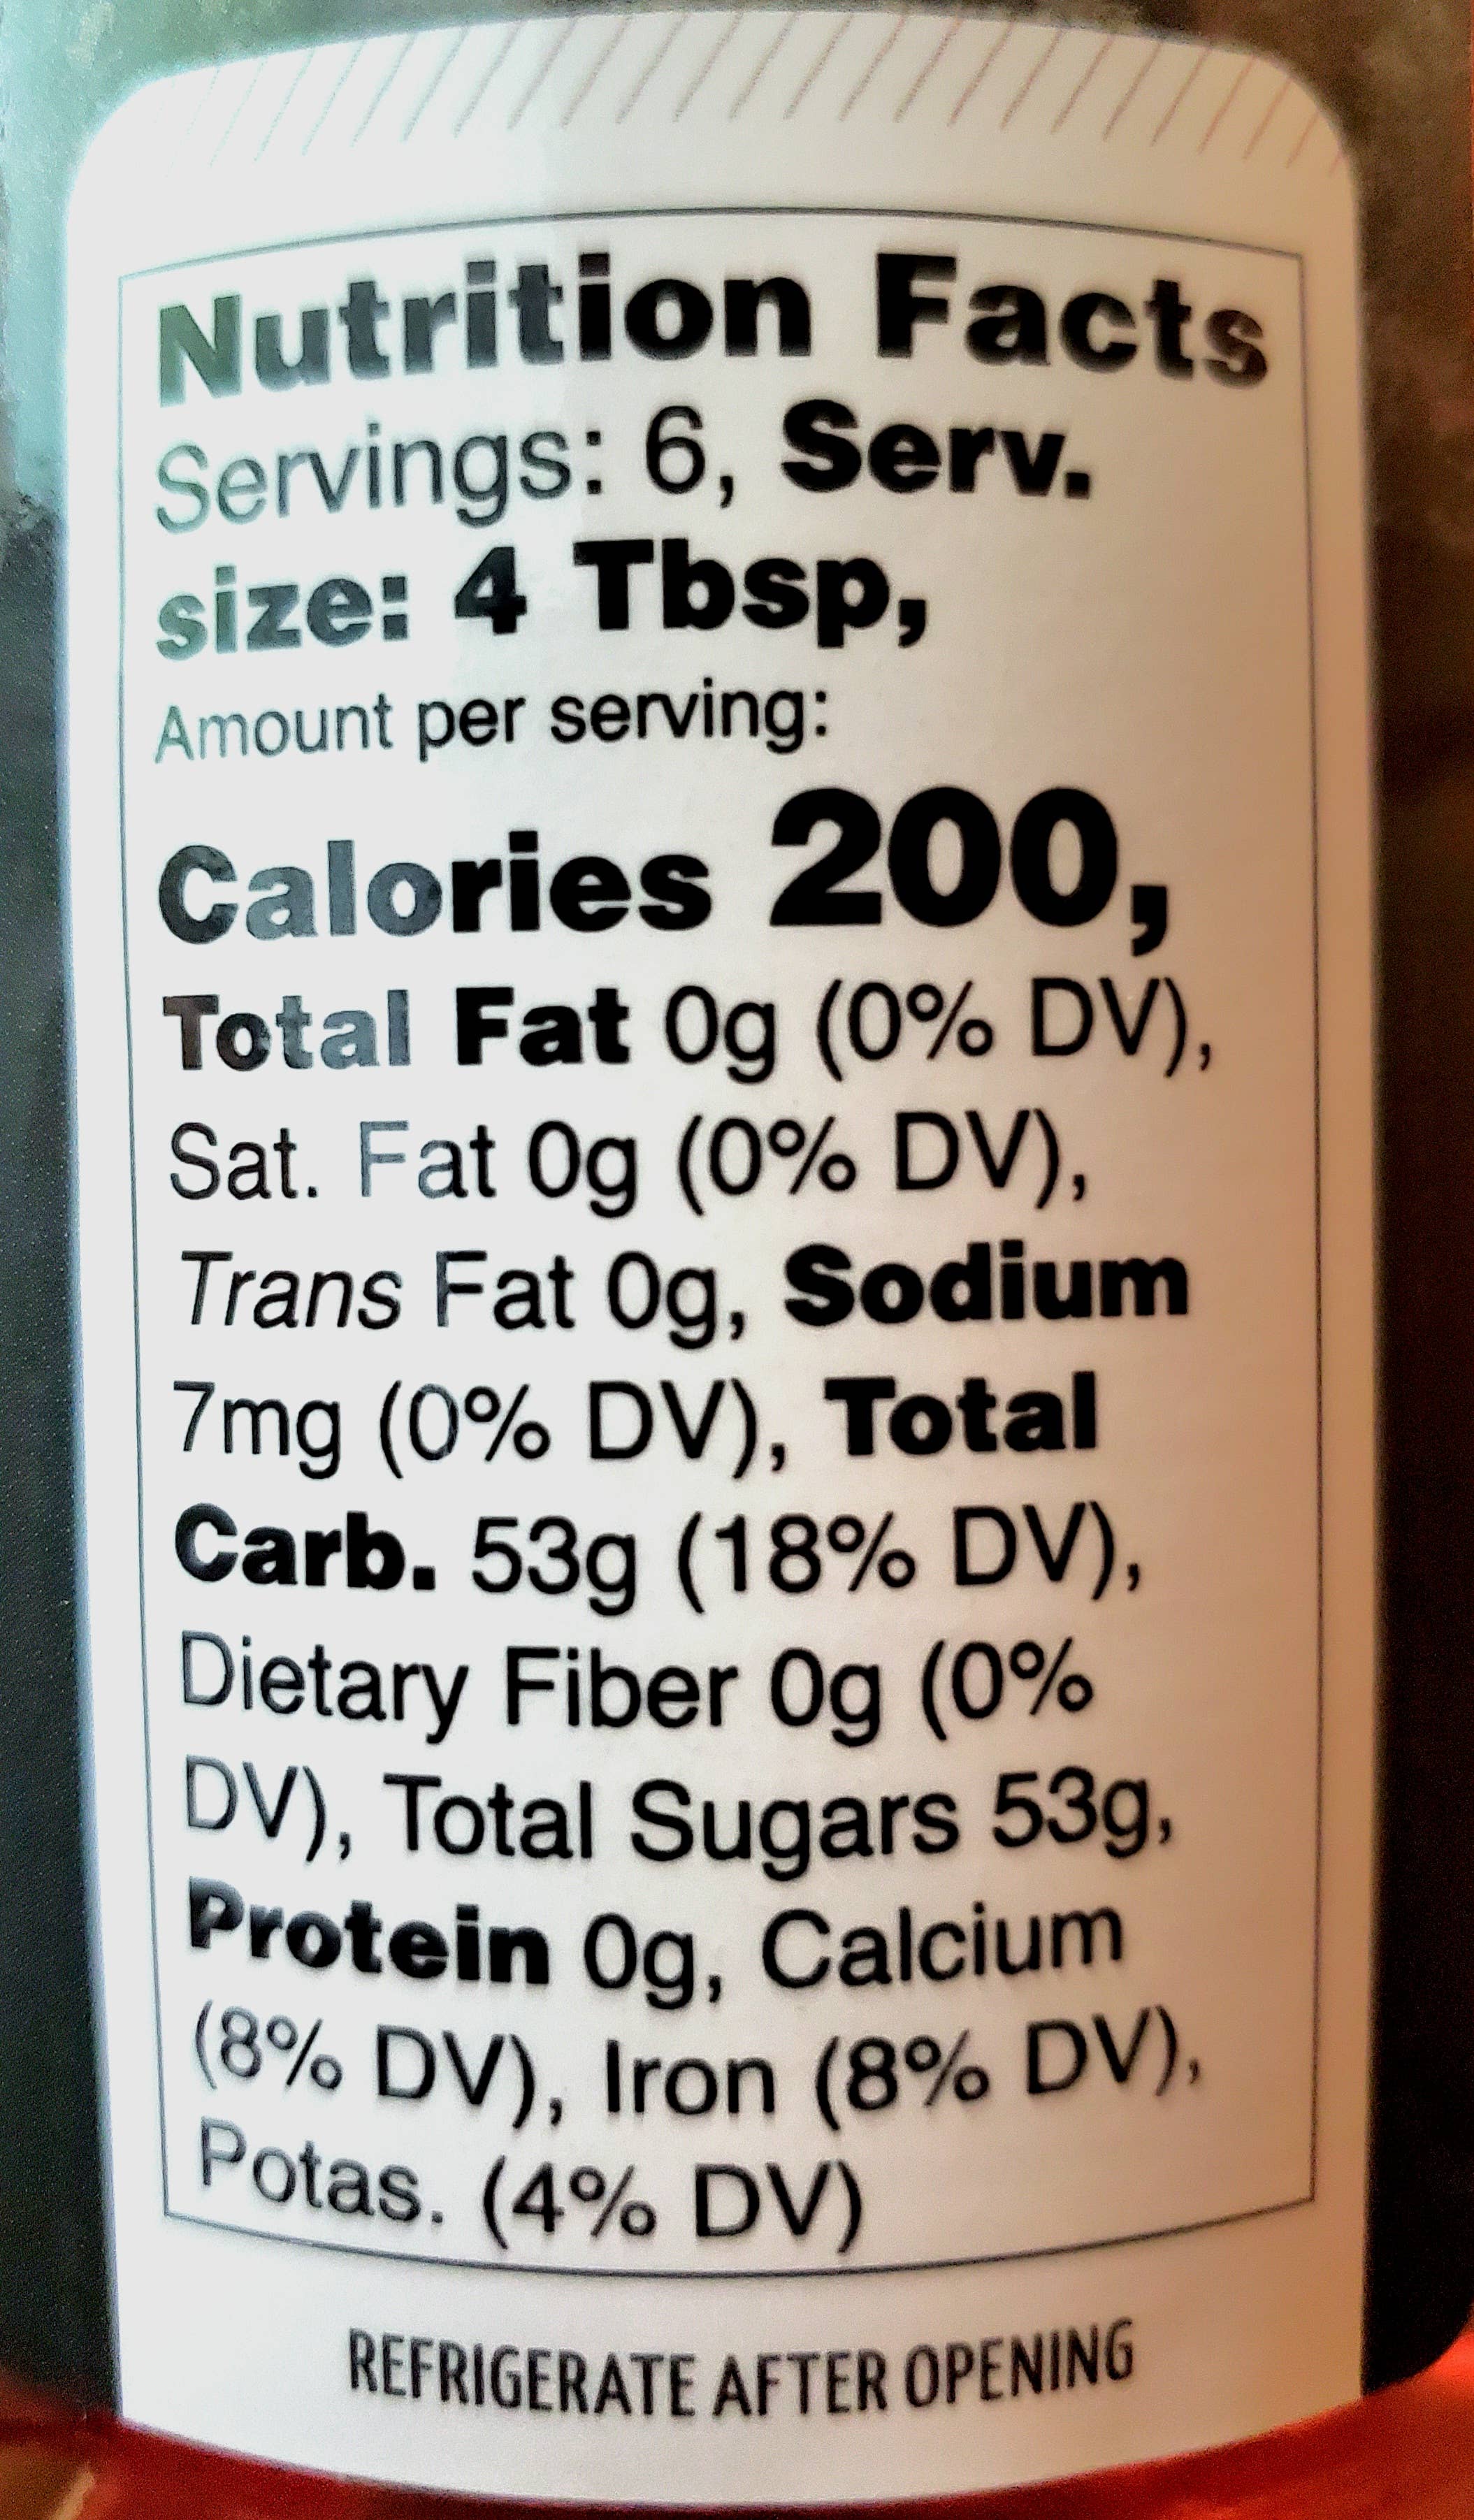 Nutrition Facts
Servings: 6, Serv.
size: 4 Tbsp,
Amount per serving:
Calories 200,
Total Fat 0g (0% DV),
Sat. Fat 0g (0% DV),
Trans Fat 0g, Sodium
7mg (0% DV), Total
Carb. 53g (18% DV),
Dietary Fiber 0g (0%
DV), Total Sugars 53g,
Protein 0g, Calcium
(8% DV), Iron (8% DV),
Potas. (4% DV)
REFRIGERATE AFTER OPENING